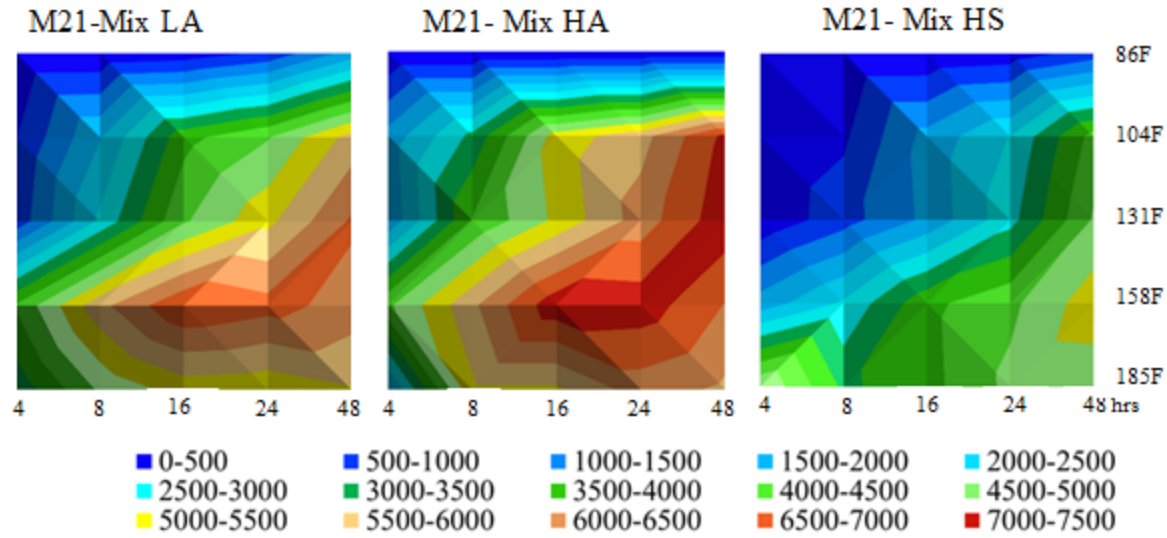 M21-Mix LA M21- Mix HA M21- Mix HS
86F
104F
131F
158F
185F
4 8 16 24 48 4 8 16 24 48 4 8 16 24 48 hrs
0-500 500-1000 1000-1500 1500-2000 2000-2500
2500-3000 3000-3500 3500-4000 4000-4500 4500-5000
5000-5500 5500-6000 6000-6500 6500-7000 7000-7500